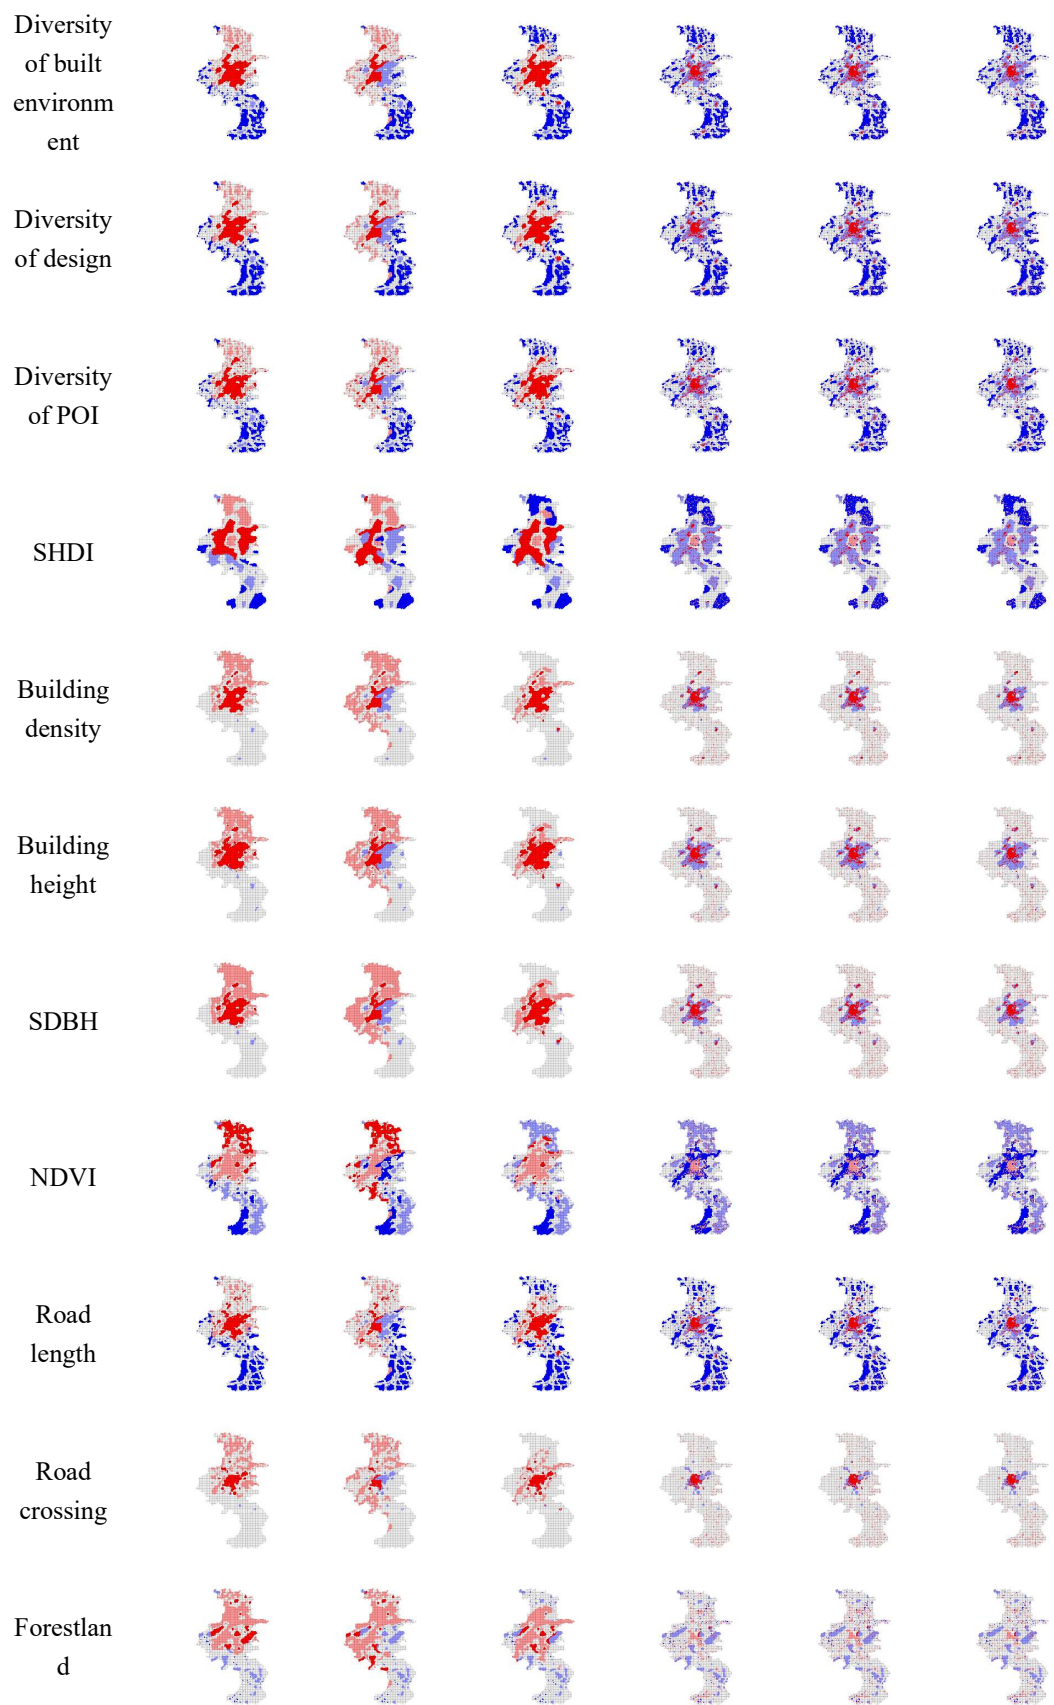 Diversity
of built
environm
ent
Diversity
of design
Diversity
of POI
SHDI
Building
density
Building
height
SDBH
NDVI
Road
length
Road
crossing
Forestlan
d